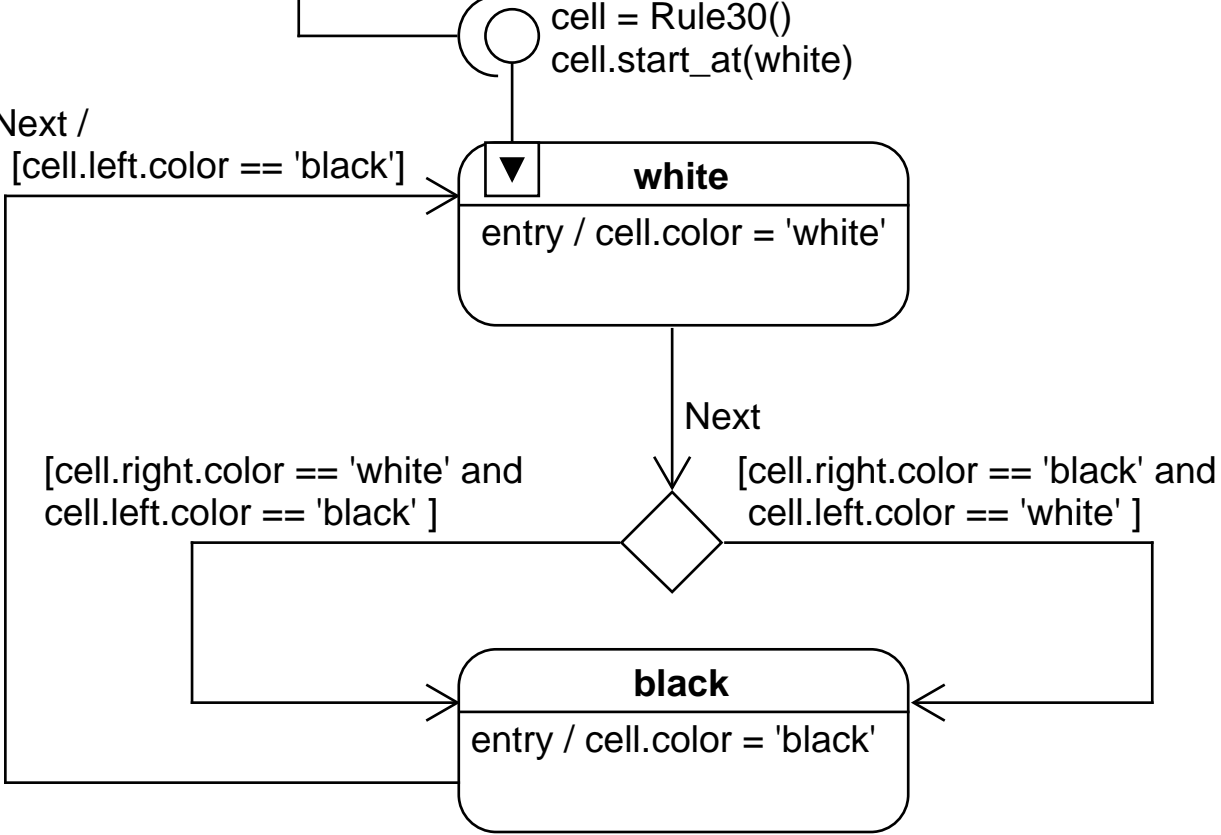 cell = Rule30()
cell.start_at(white)
Next /
[cell.left.color == 'black']
white
entry / cell.color = 'white'
Next
[cell.right.color == 'white' and
cell.left.color == 'black' ]
[cell.right.color == 'black' and
cell.left.color == 'white' ]
black
entry / cell.color = 'black'